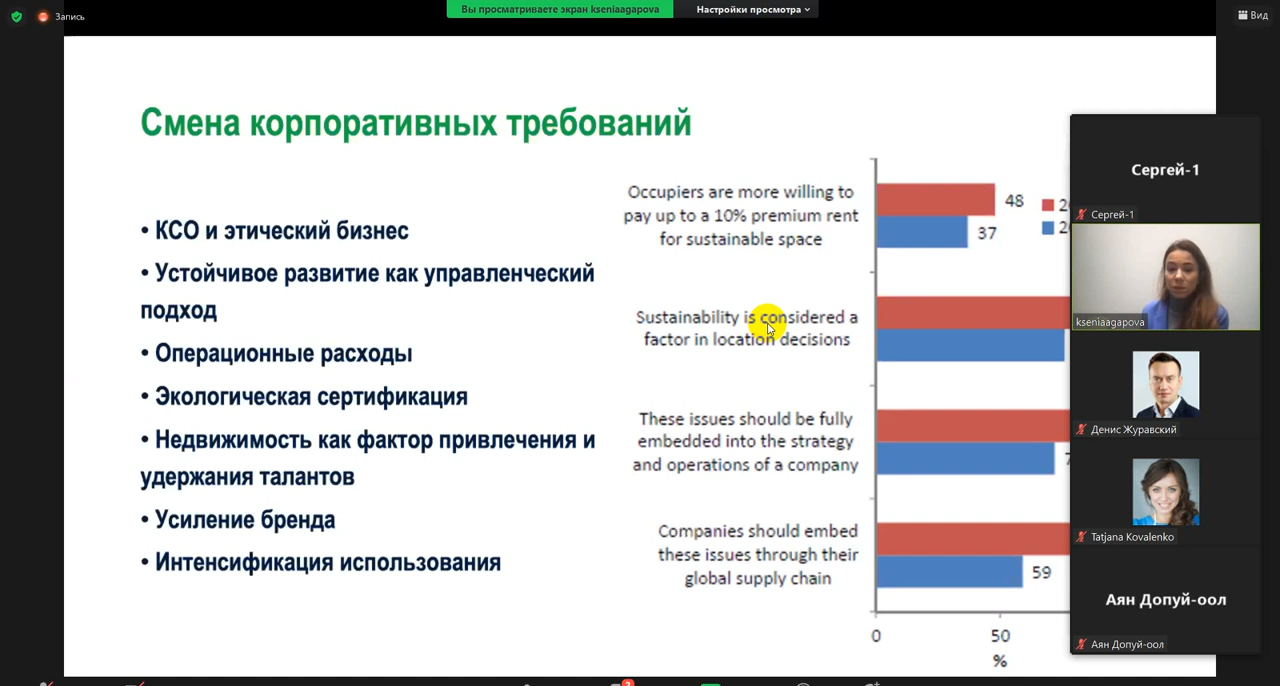 Запись
Вы просматриваете экран kseniaagapova
Настройки просмотра
Вид
Смена корпоративных требований
• КСО и этический бизнес
• Устойчивое развитие как управленческий
подход
• Операционные расходы
• Экологическая сертификация
• Недвижимость как фактор привлечения и
удержания талантов
• Усиление бренда
• Интенсификация использования
Occupiers are more willing to
pay up to a 10% premium rent
for sustainable space
48
37
Sustainability is considered a
factor in location decisions
These issues should be fully
embedded into the strategy
and operations of a company
Companies should embed
these issues through their
global supply chain
59
0
50
%
Сергей-1
Сергей-1
kseniaagapova
Денис Журавский
Tatjana Kovalenko
Аян Допуй-оол
Аян Допуй-оол